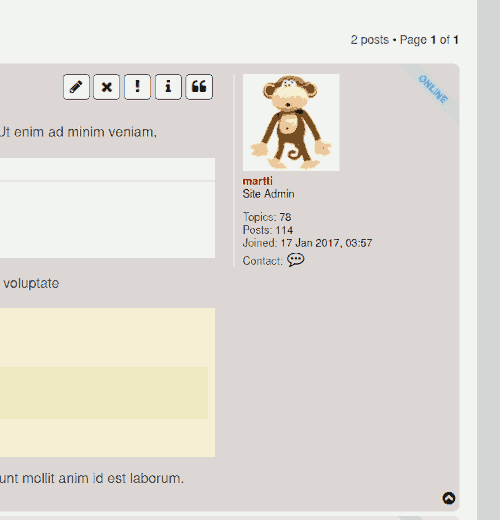 2 posts • Page 1 of 1
ONLINE
Ut enim ad minim veniam,
martti
Site Admin
Topics: 78
Posts: 114
Joined: 17 Jan 2017, 03:57
Contact:
voluptate
unt mollit anim id est laborum.